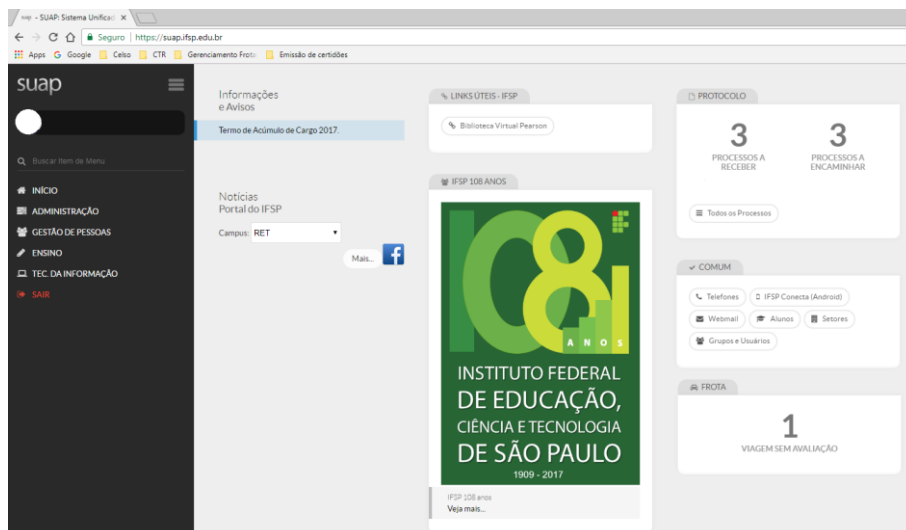 suap - SUAP: Sistema Unificad
Seguro | https://suap.ifsp.edu.br
Apps Google Celso CTR Gerenciamento Frota Emissão de certidões
suap
Buscar Item de Menu
INÍCIO
ADMINISTRAÇÃO
GESTÃO DE PESSOAS
ENSINO
TEC. DA INFORMAÇÃO
SAIR
Informações
e Avisos
Termo de Acúmulo de Cargo 2017.
Notícias
Portal do IFSP
Campus: RET
Mais...
LINKS ÚTEIS - IFSP
Biblioteca Virtual Pearson
IFSP 108 ANOS
108
ANOS
INSTITUTO FEDERAL
DE EDUCAÇÃO,
CIÊNCIA E TECNOLOGIA
DE SÃO PAULO
1909 - 2017
IFSP 108 anos
Veja mais...
PROTOCOLO
3 3
PROCESSOS A PROCESSOS A
RECEBER ENCAMINHAR
Todos os Processos
COMUM
Telefones IFSP Conecta (Android)
Webmail Alunos Setores
Grupos e Usuários
FROTA
1
VIAGEM SEM AVALIAÇÃO